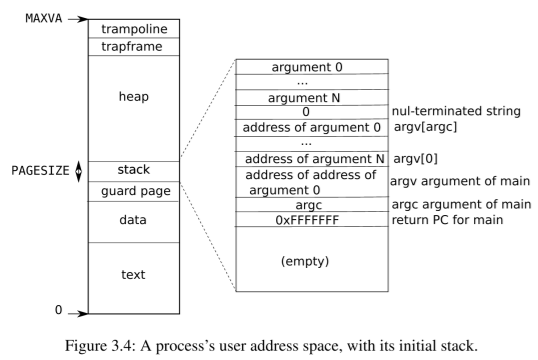 MAXVA
trampoline
trapframe
heap
PAGESIZE
stack
guard page
data
text
0
argument 0
...
argument N
0
nul-terminated string
address of argument 0
argv[argc]
...
address of argument N
argv[0]
address of address of
argument 0
argv argument of main
argc
argc argument of main
0xFFFFFFF
return PC for main
(empty)
Figure 3.4: A process's user address space, with its initial stack.